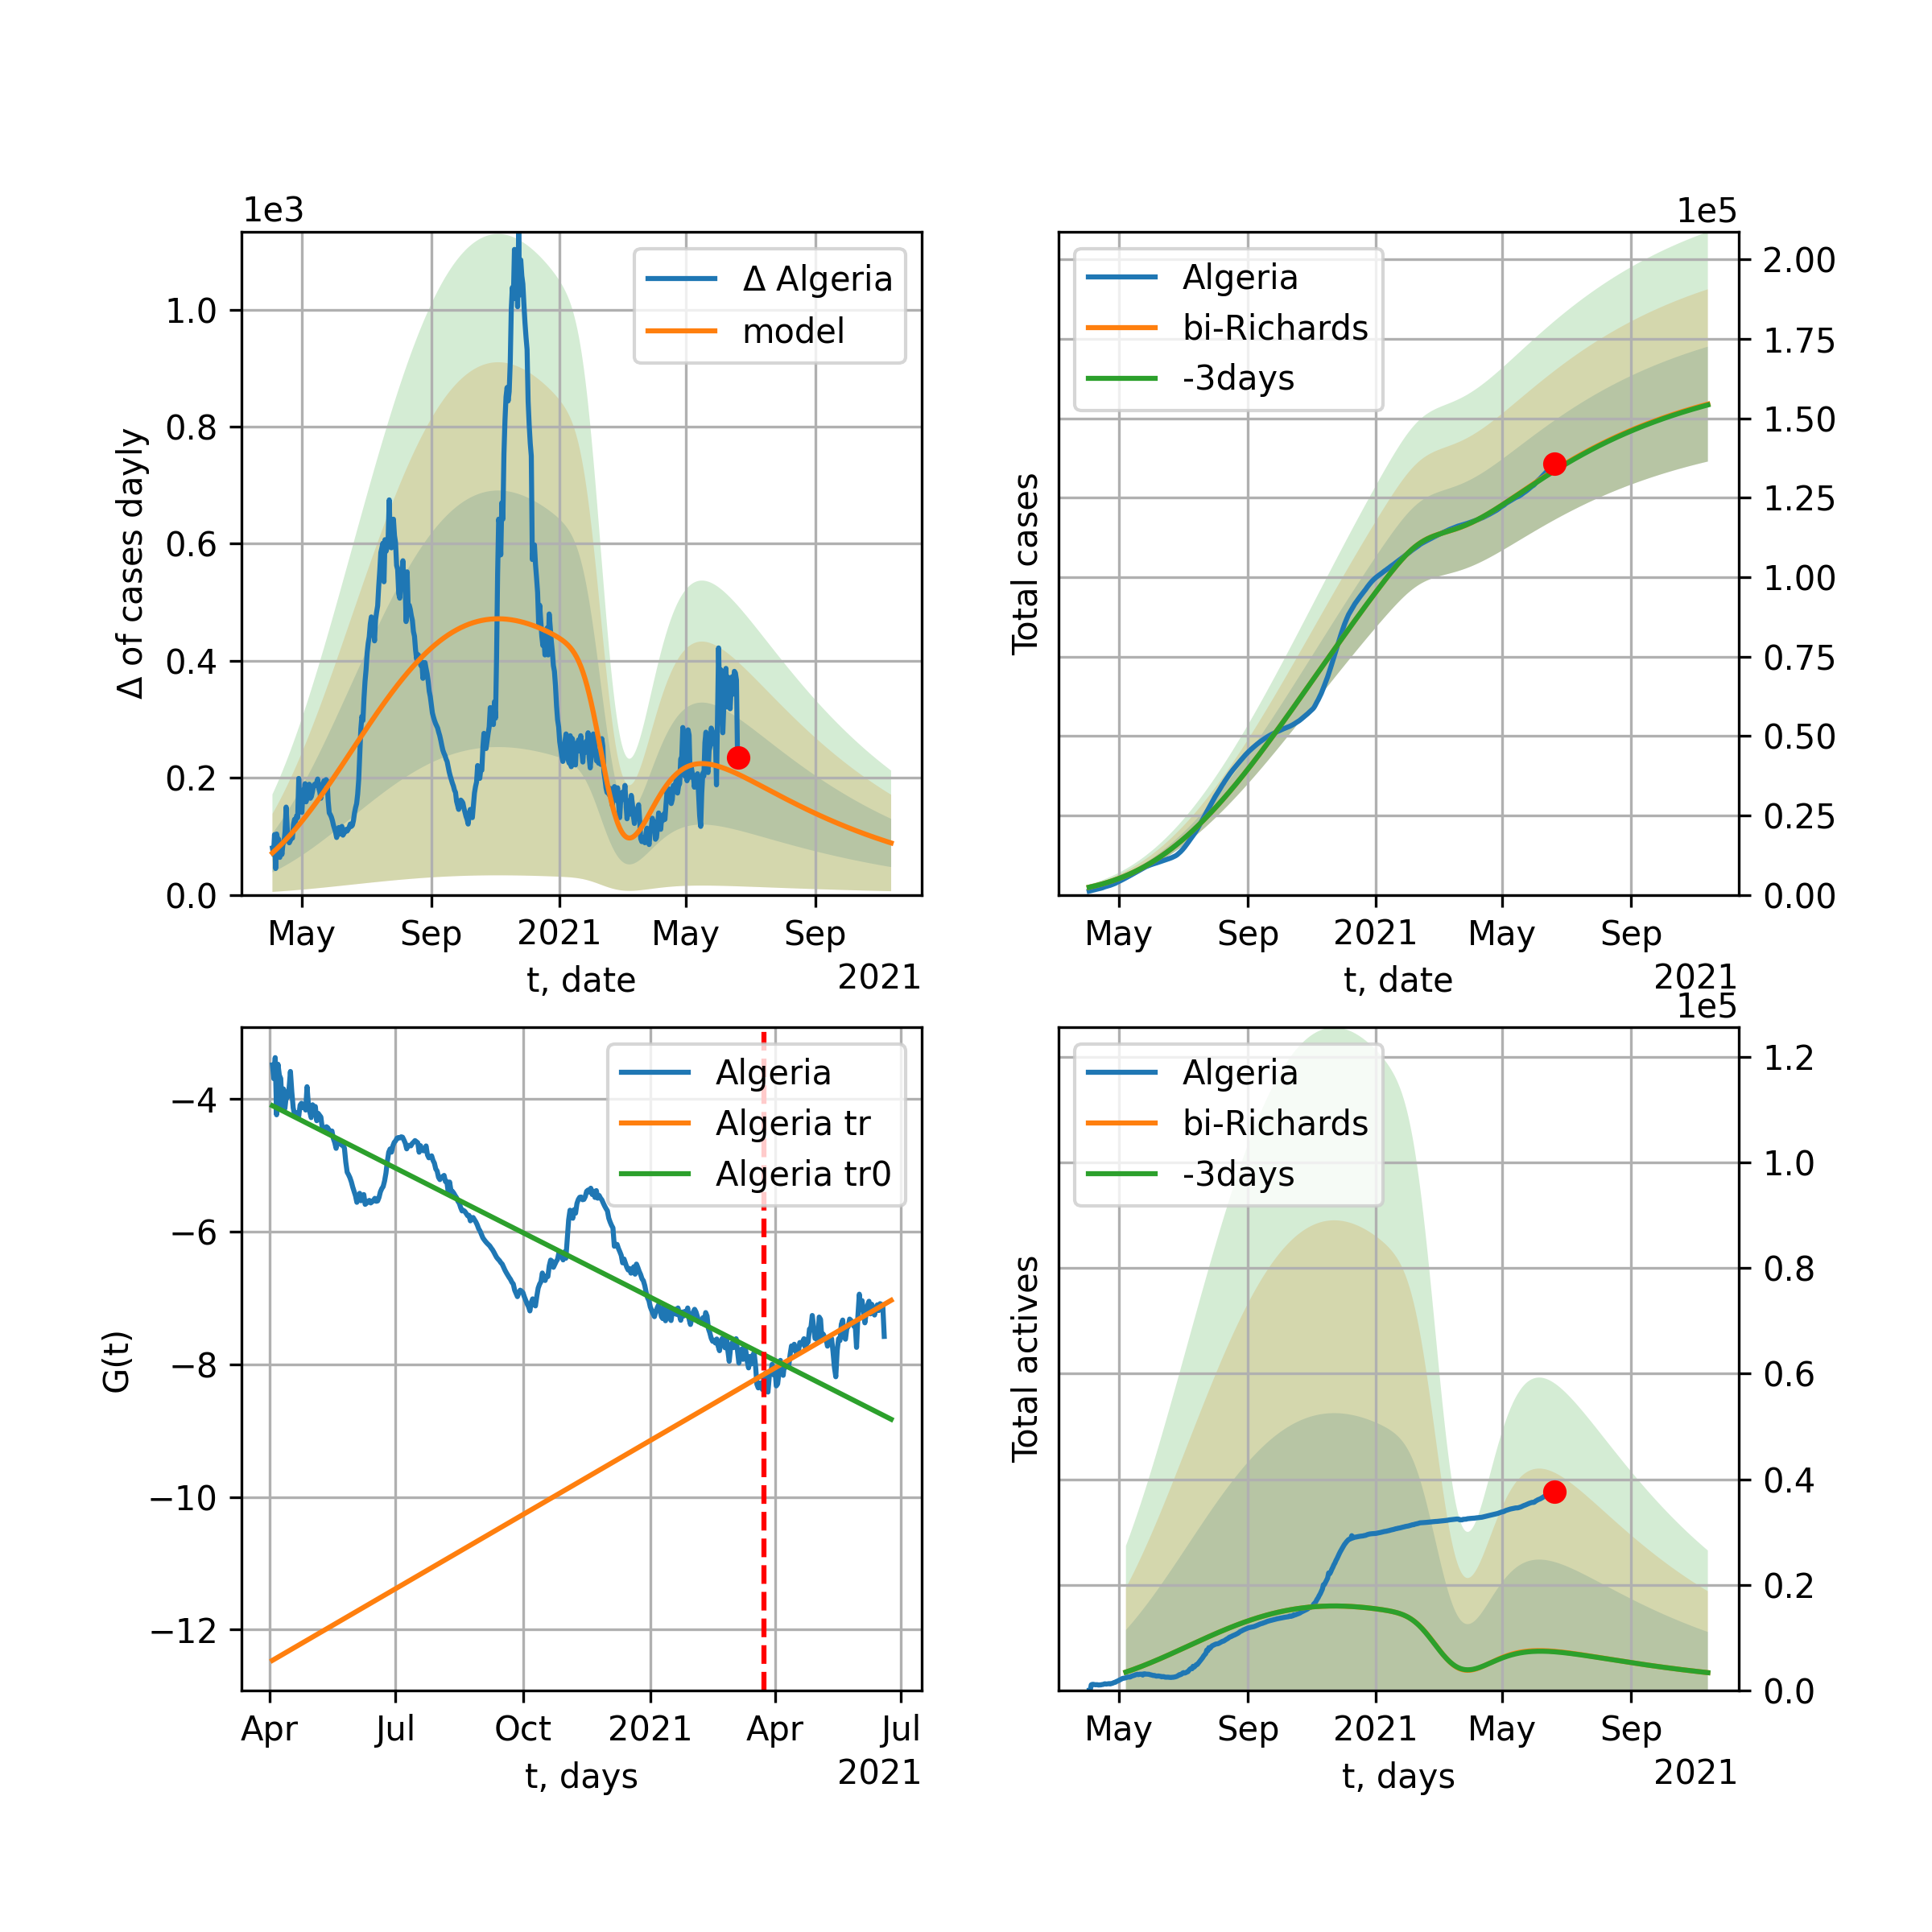 1e3
Δ of cases dayly
1.0
0.8
0.6
0.4
0.2
0.0
Δ Algeria
model
May Sep 2021 May Sep
t, date
2021
1e5
Total cases
Algeria
bi-Richards
-3days
2.00
1.75
1.50
1.25
1.00
0.75
0.50
0.25
0.00
May Sep 2021 May Sep
t, date
2021
G(t)
−4
−6
−8
−10
−12
Algeria
Algeria tr
Algeria tr0
Apr Jul Oct 2021 Apr Jul
t, days
2021
1e5
Total actives
Algeria
bi-Richards
-3days
1.2
1.0
0.8
0.6
0.4
0.2
0.0
May Sep 2021 May Sep
t, days
2021